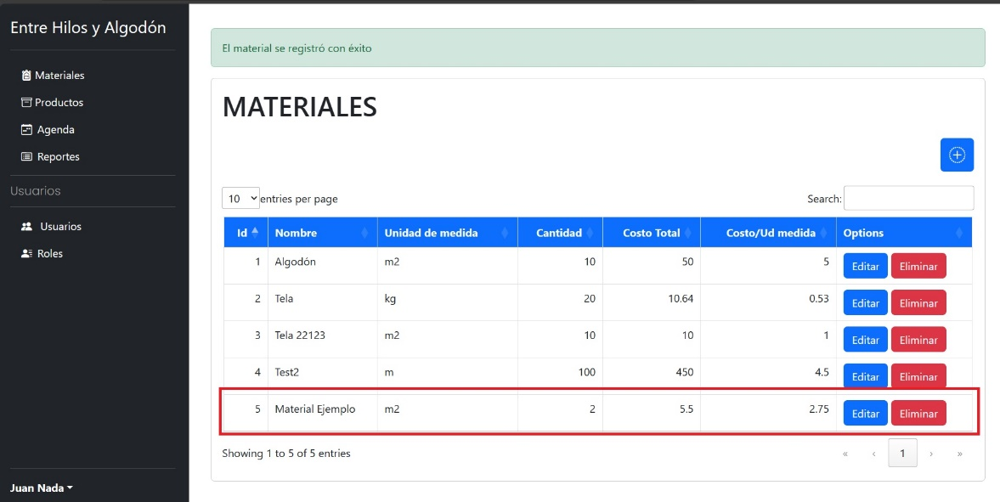 Entre Hilos y Algodón
Materiales
Productos
Agenda
Reportes
Usuarios
Usuarios
Roles
Juan Nada
El material se registró con éxito
MATERIALES
10 entries per page
Search:
Id Nombre Unidad de medida Cantidad Costo Total Costo/Ud medida Options
1 Algodón m2 10 50 5 Editar Eliminar
2 Tela kg 20 10.64 0.53 Editar Eliminar
3 Tela 22123 m2 10 10 1 Editar Eliminar
4 Test2 m 100 450 4.5 Editar Eliminar
5 Material Ejemplo m2 2 5.5 2.75 Editar Eliminar
Showing 1 to 5 of 5 entries
« ‹ 1 › »